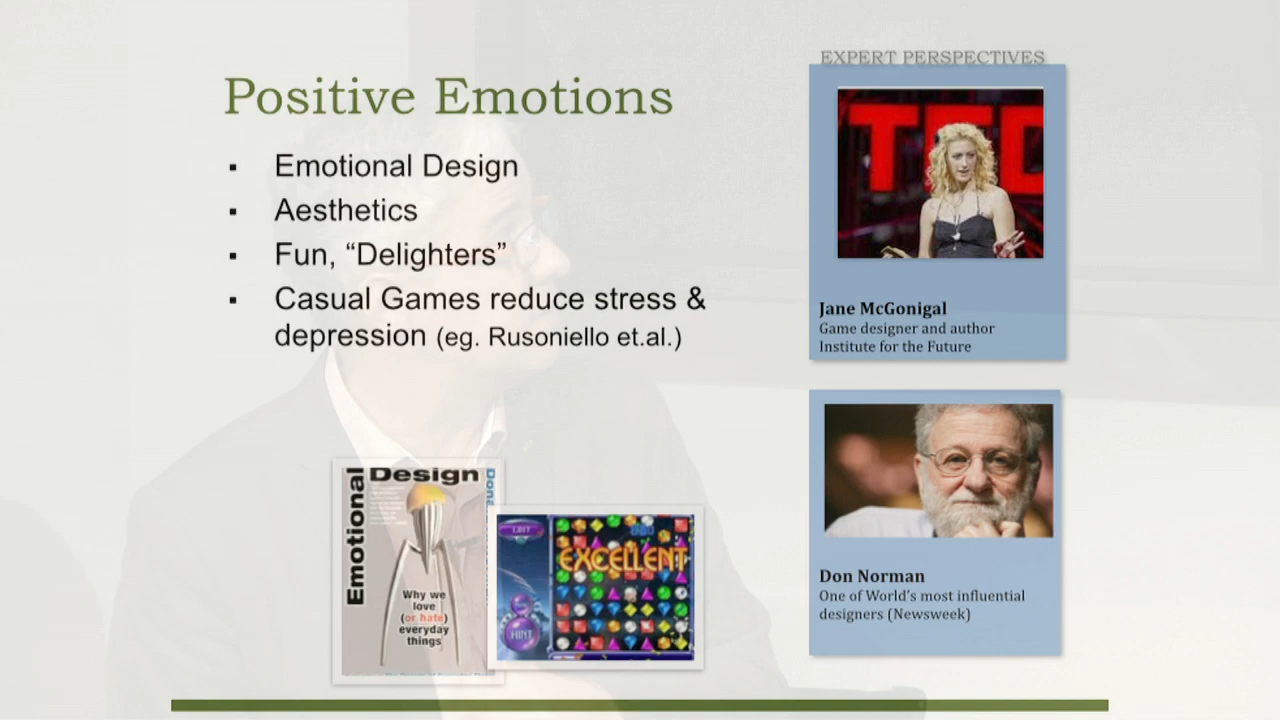 EXPERT PERSPECTIVES
Positive Emotions
▪ Emotional Design
▪ Aesthetics
▪ Fun, “Delighters”
▪ Casual Games reduce stress &
depression (eg. Rusoniello et.al.)
TED
Jane McGonigal
Game designer and author
Institute for the Future
Don Norman
One of World’s most influential
designers (Newsweek)
Emotional
Design
Why we
love
(or hate)
everyday
things
EXCELLENT
HINT